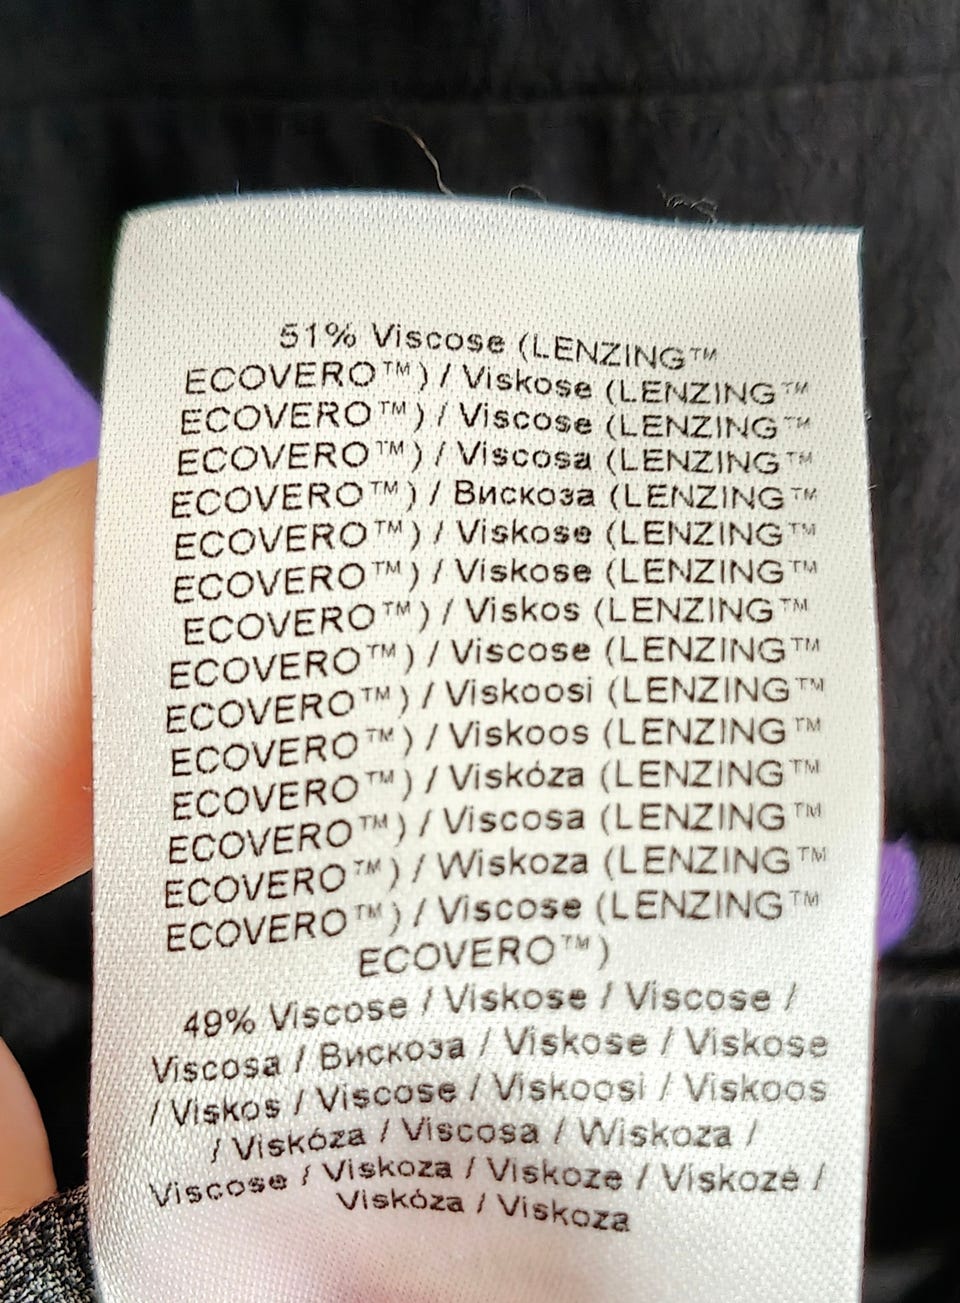 51% Viscose (LENZING™
ECOVERO™) / Viskose (LENZING™
ECOVERO™) / Viscose (LENZING™
ECOVERO™) / Viscosa (LENZING™
ECOVERO™) / Вискоза (LENZING™
ECOVERO™) / Viskose (LENZING™
ECOVERO™) / Viskose (LENZING™
ECOVERO™) / Viskos (LENZING™
ECOVERO™) / Viscose (LENZING™
ECOVERO™) / Viskoosi (LENZING™
ECOVERO™) / Viskoos (LENZING™
ECOVERO™) / Viskóza (LENZING™
ECOVERO™) / Viscosa (LENZING™
ECOVERO™) / Wiskoza (LENZING™
ECOVERO™) / Viscose (LENZING™
ECOVERO™)
49% Viscose / Viskose / Viscose /
Viscosa / Вискоза / Viskose / Viskose
/ Viskos / Viscose / Viskoosi / Viskoos
/ Viskóza / Viscosa / Wiskoza /
Viscose / Viskoza / Viskoze / Viskozė /
Viskóza / Viskoza